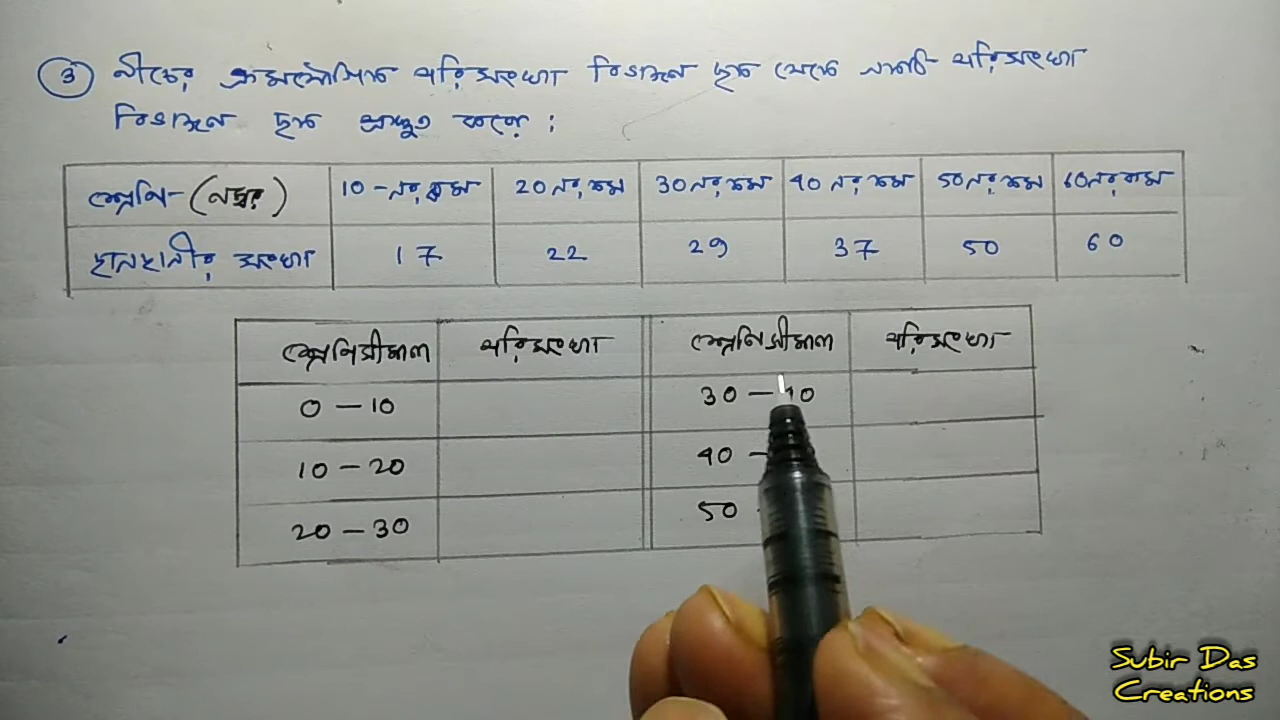 3 নীচের ক্রমযৌগিক পরিসংখ্যা বিভাজন ছক থেকে একটি পরিসংখ্যা
বিভাজন ছক প্রস্তুত করো :
শ্রেণি-(নম্বর) 10-এর কম 20 এর কম 30 এর কম 40 এর কম 50 এর কম 60 এর কম
ছাত্রছাত্রীর সংখ্যা 17 22 29 37 50 60
শ্রেণিসীমানা পরিসংখ্যা শ্রেণিসীমানা পরিসংখ্যা
0 – 10 30 – 40
10 – 20 40 –
20 – 30 50
Subir Das
Creations